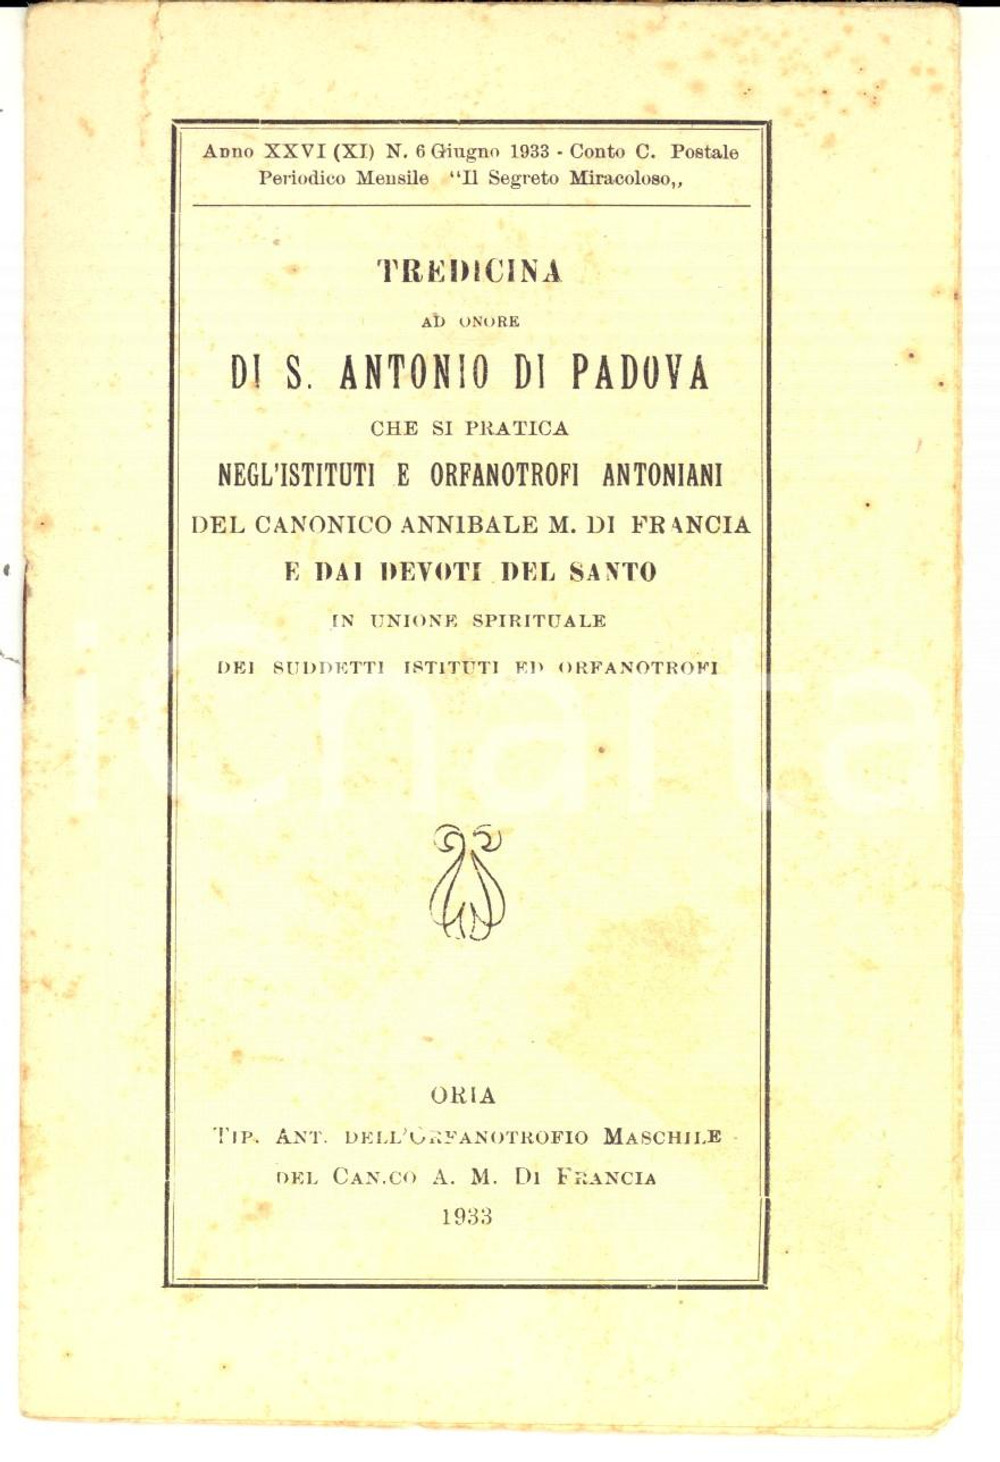 Anno XXVI (XI) N. 6 Giugno 1933 - Conto C. Postale
Periodico Mensile “Il Segreto Miracoloso,,
TREDICINA
AD ONORE
DI S. ANTONIO DI PADOVA
CHE SI PRATICA
NEGL'ISTITUTI E ORFANOTROFI ANTONIANI
DEL CANONICO ANNIBALE M. DI FRANCIA
E DAI DEVOTI DEL SANTO
IN UNIONE SPIRITUALE
DEI SUDDETTI ISTITUTI ED ORFANOTROFI
ORIA
TIP. ANT. DELL'ORFANOTROFIO MASCHILE
DEL CAN.CO A. M. DI FRANCIA
1933